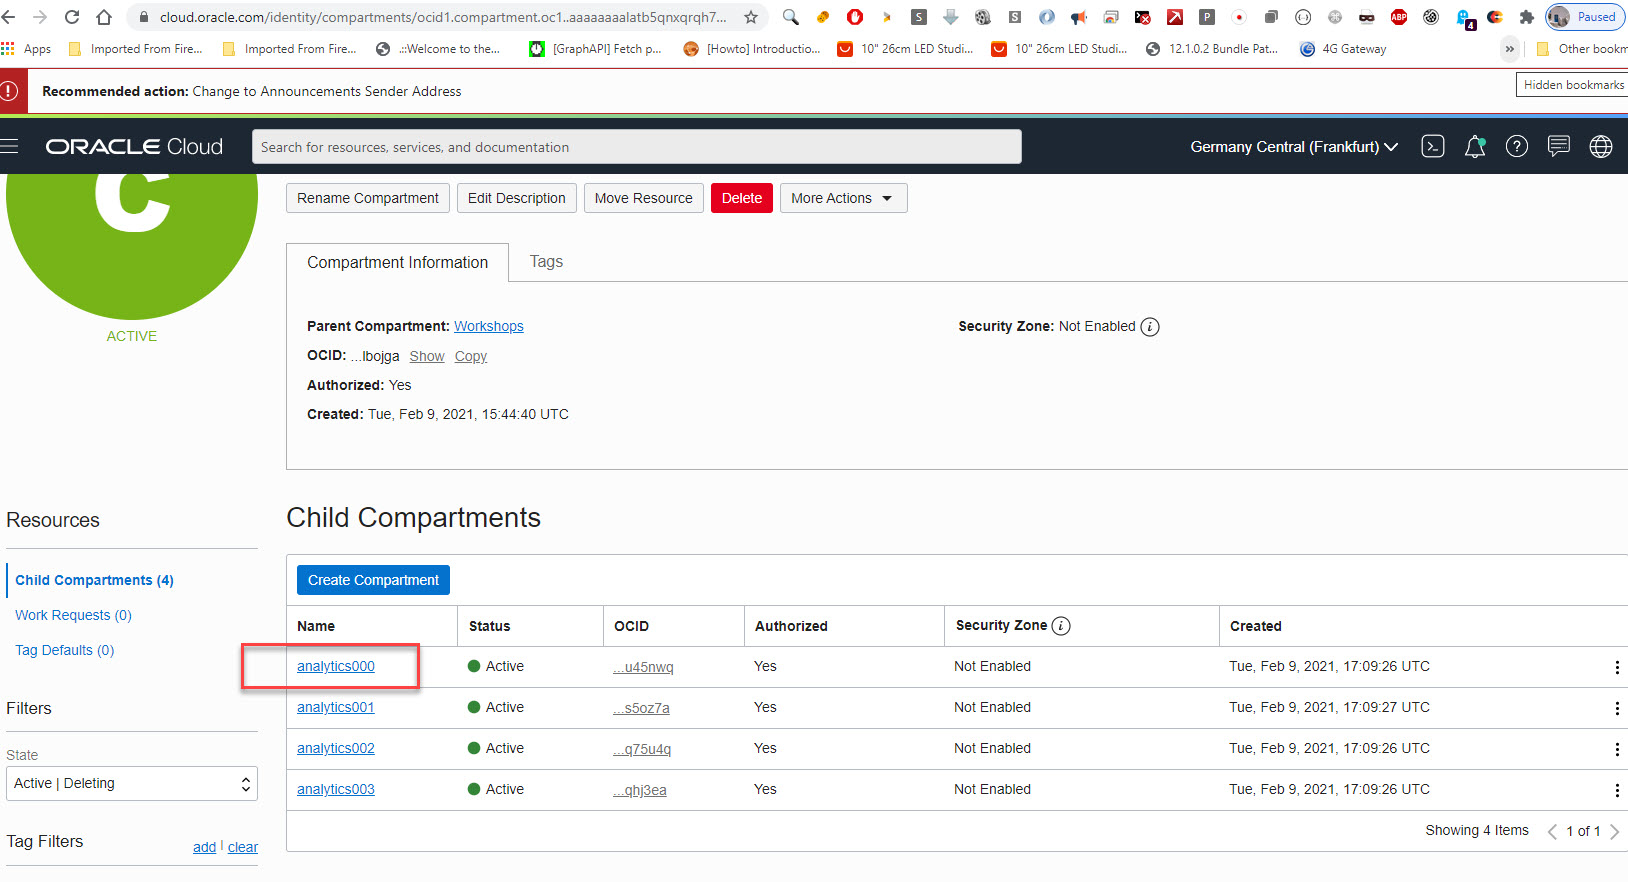 cloud.oracle.com/identity/compartments/ocid1.compartment.oc1..aaaaaaaalatb5qnxqrqh7...
S S P ABP 4 Paused
Apps Imported From Fire... Imported From Fire... .::Welcome to the... [GraphAPI] Fetch p... [Howto] Introductio... 10" 26cm LED Studi... 10" 26cm LED Studi... 12.1.0.2 Bundle Pat... 4G Gateway » Other bookm
Recommended action: Change to Announcements Sender Address
Hidden bookmarks
ORACLE Cloud Search for resources, services, and documentation Germany Central (Frankfurt)
C
Rename Compartment Edit Description Move Resource Delete More Actions
ACTIVE
Compartment Information Tags
Parent Compartment: Workshops Security Zone: Not Enabled i
OCID: ...lbojga Show Copy
Authorized: Yes
Created: Tue, Feb 9, 2021, 15:44:40 UTC
Resources
Child Compartments (4)
Work Requests (0)
Tag Defaults (0)
Filters
State
Active | Deleting
Tag Filters add | clear
Child Compartments
Create Compartment
Name Status OCID Authorized Security Zone i Created
analytics000 Active ...u45nwq Yes Not Enabled Tue, Feb 9, 2021, 17:09:26 UTC
analytics001 Active ...s5oz7a Yes Not Enabled Tue, Feb 9, 2021, 17:09:27 UTC
analytics002 Active ...q75u4q Yes Not Enabled Tue, Feb 9, 2021, 17:09:26 UTC
analytics003 Active ...qhj3ea Yes Not Enabled Tue, Feb 9, 2021, 17:09:26 UTC
Showing 4 Items < 1 of 1 >